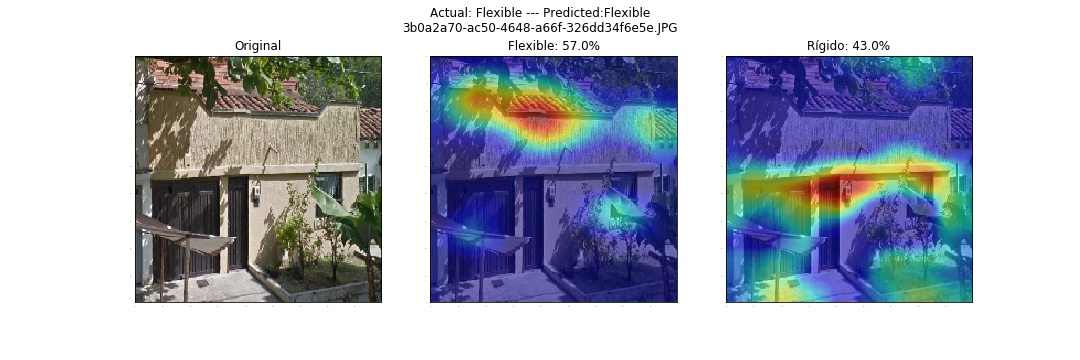 Actual: Flexible --- Predicted:Flexible
3b0a2a70-ac50-4648-a66f-326dd34f6e5e.JPG
Original
Flexible: 57.0%
Rígido: 43.0%